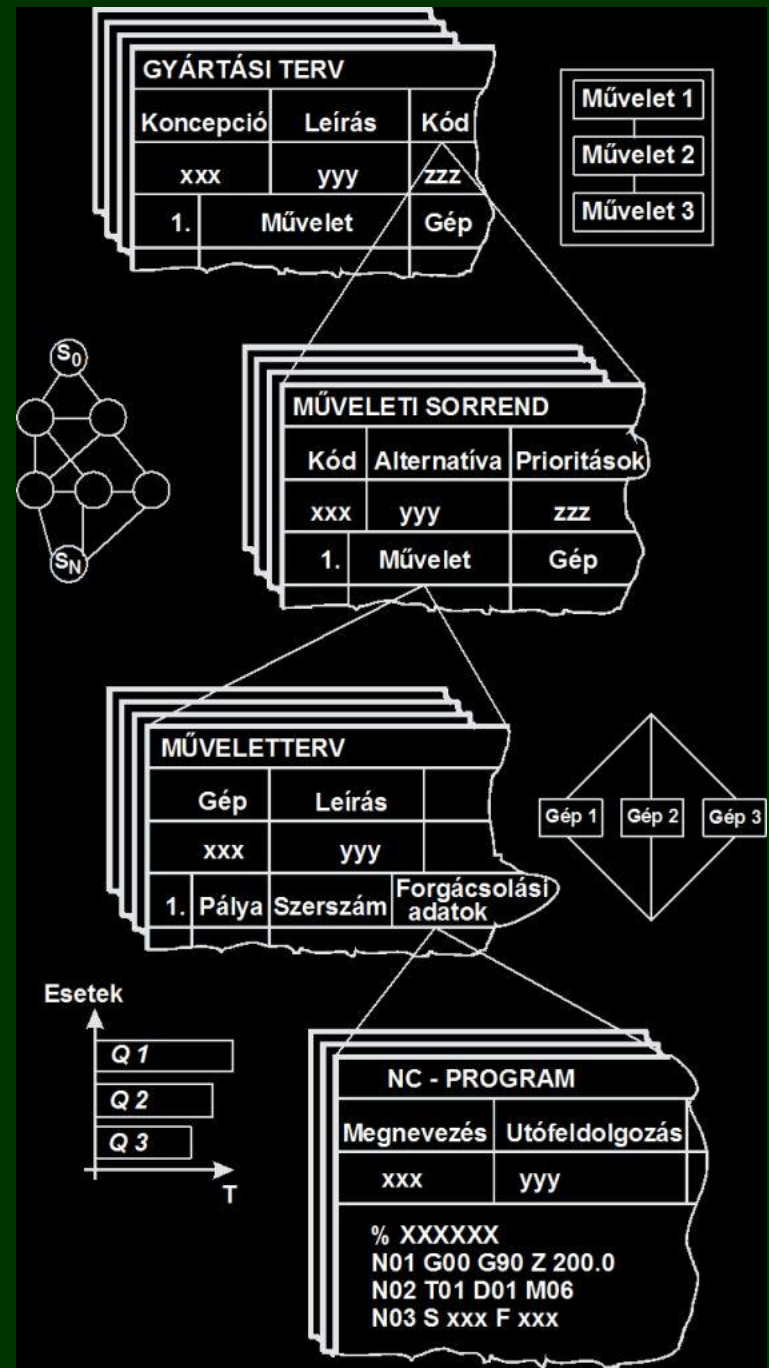 GYÁRTÁSI TERV
Koncepció Leírás Kód
xxx yyy zzz
1. Művelet Gép
Művelet 1
Művelet 2
Művelet 3
S0
SN
MŰVELETI SORREND
Kód Alternatíva Prioritások
xxx yyy zzz
1. Művelet Gép
MŰVELETTERV
Gép Leírás
xxx yyy
1. Pálya Szerszám Forgácsolási
adatok
Gép 1 Gép 2 Gép 3
Esetek
Q 1
Q 2
Q 3
T
NC - PROGRAM
Megnevezés Utófeldolgozás
xxx yyy
% XXXXXX
N01 G00 G90 Z 200.0
N02 T01 D01 M06
N03 S xxx F xxx